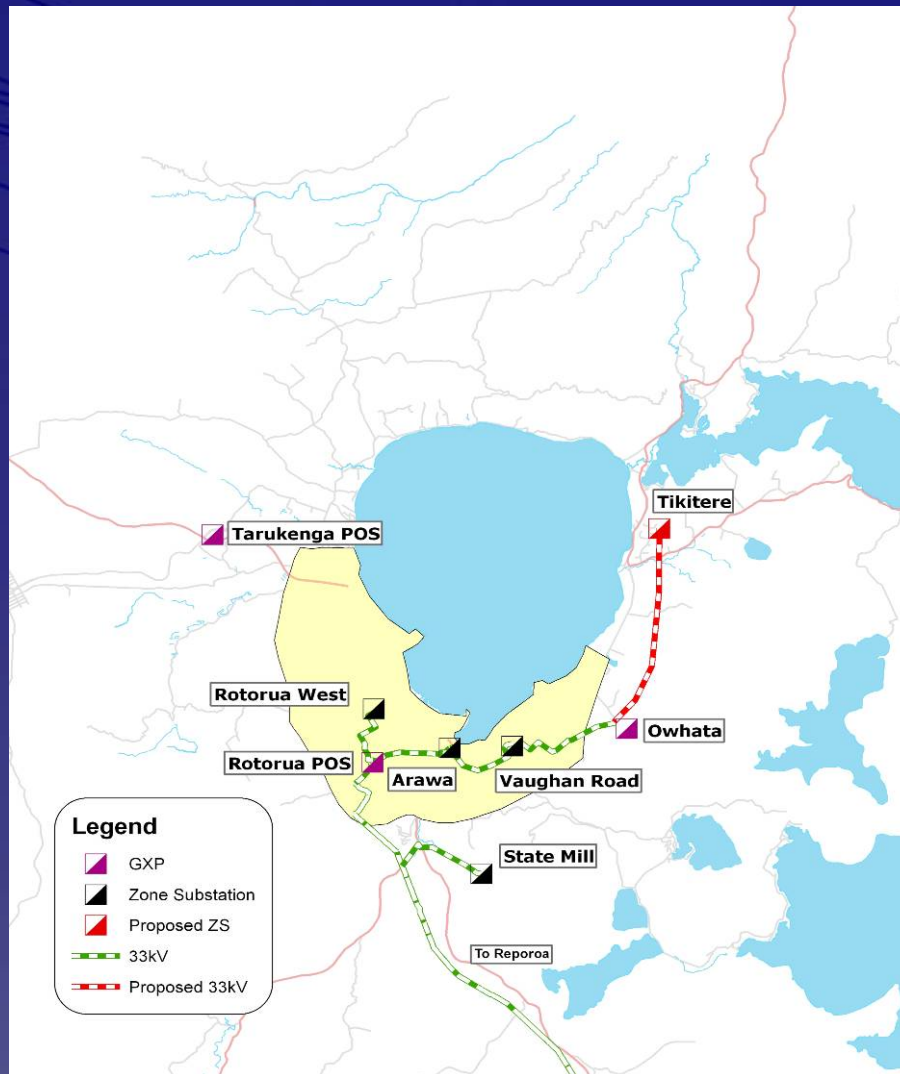 Tikitere
Tarukenga POS
Rotorua West
Owhata
Rotorua POS
Arawa
Vaughan Road
State Mill
To Reporoa
Legend
GXP
Zone Substation
Proposed ZS
33kV
Proposed 33kV